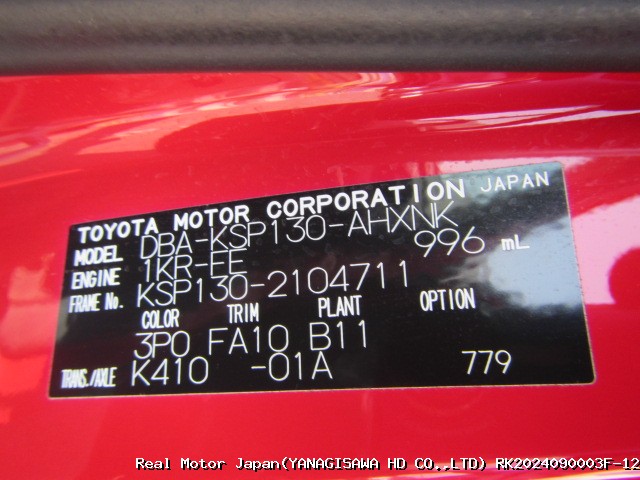 TOYOTA MOTOR CORPORATION JAPAN
MODEL DBA-KSP130-AHXNK
ENGINE 1KR-FE 996 mL
FRAME No. KSP130-2104711
COLOR TRIM PLANT OPTION
3P0 FA10 B11
TRANS./AXLE K410 -01A 779
Real Motor Japan(YANAGISAWA HD CO.,LTD) RK2024090003F-12